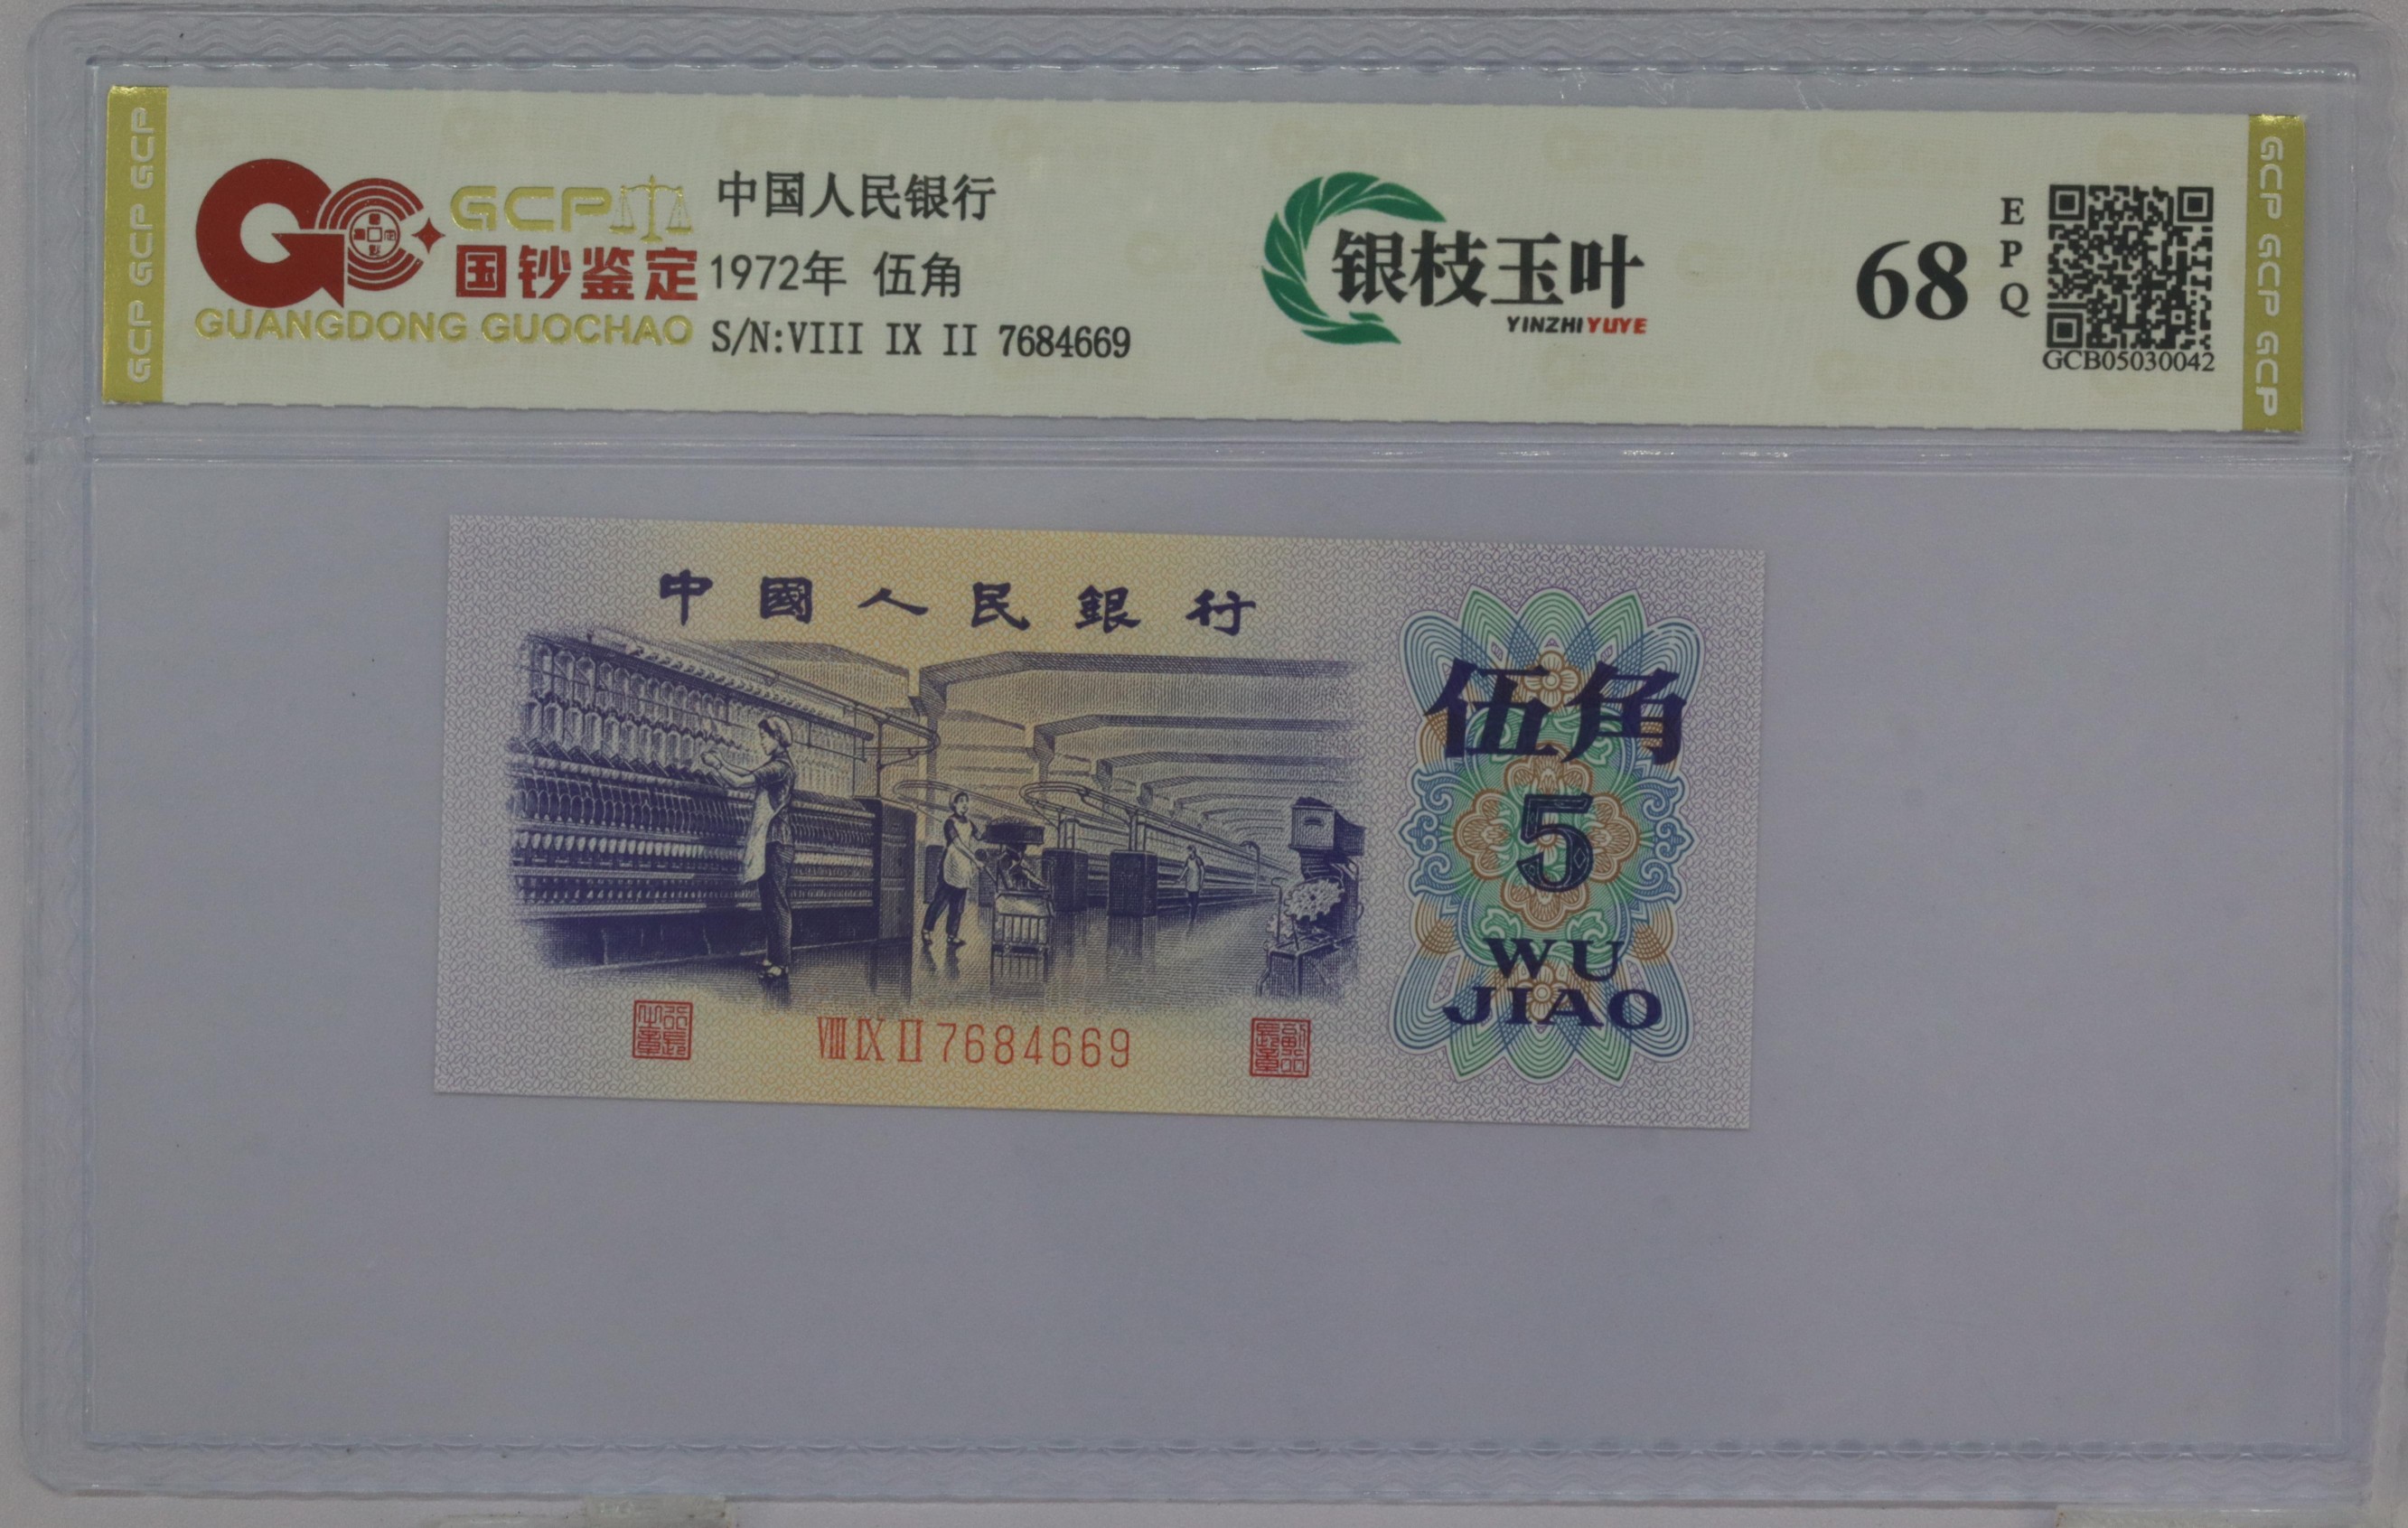 GCP GCP GCP
GCP
国钞鉴定
GUANGDONG GUOCHAO
中国人民银行
1972年 伍角
S/N:VIII IX II 7684669
银枝玉叶
YINZHIYUYE
68
EPQ
GCB05030042
GCP GCP GCP
中國人民銀行
伍角
5
WU
JIAO
VIII IX II 7684669